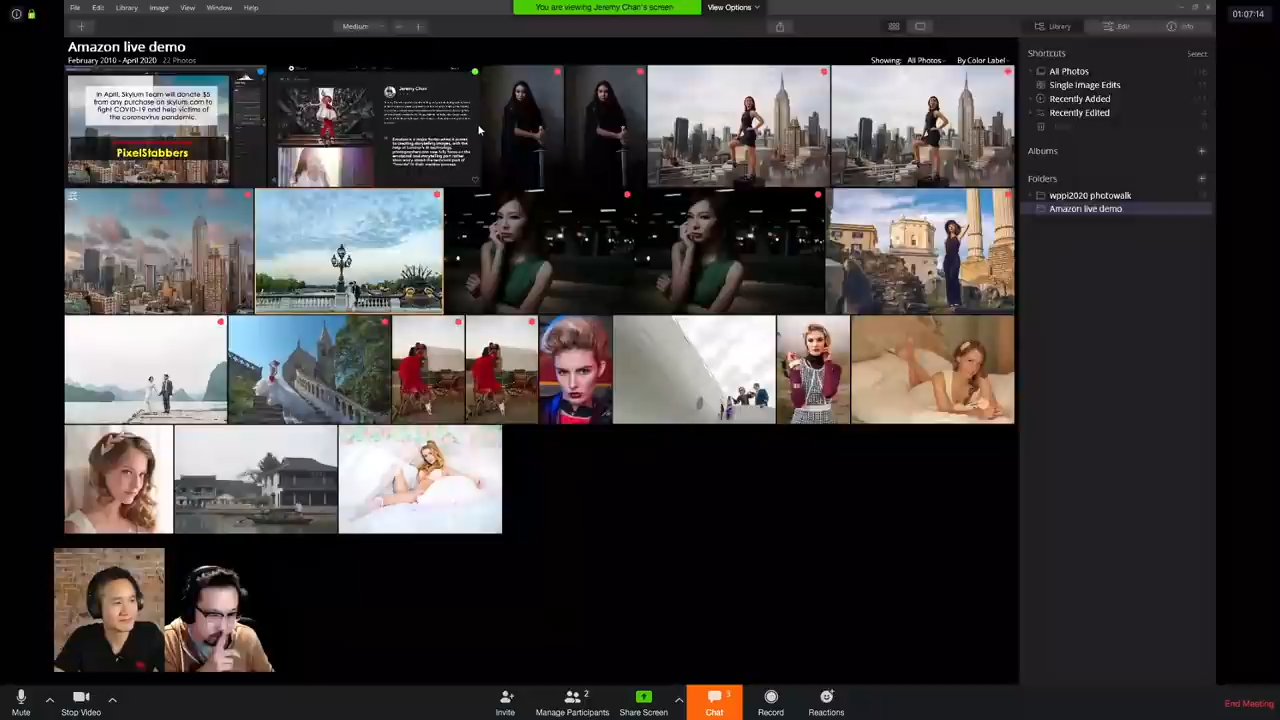 You are viewing Jeremy Chan's screen
View Options
01:07:14
File Edit Library Image View Window Help
Medium
Library
Edit
Info
Amazon live demo
February 2010 - April 2020 22 Photos
Showing: All Photos
By Color Label
In April, Skylum Team will donate $5
from any purchase on skylum.com to
fight COVID-19 and help victims of
the coronavirus pandemic.
PixelStabbers
Jeremy Chan
Shortcuts
Select
All Photos
Single Image Edits
Recently Added
Recently Edited
Albums
Folders
wppi2020 photowalk
Amazon live demo
Mute
Stop Video
Invite
2
Manage Participants
Share Screen
3
Chat
Record
Reactions
End Meeting